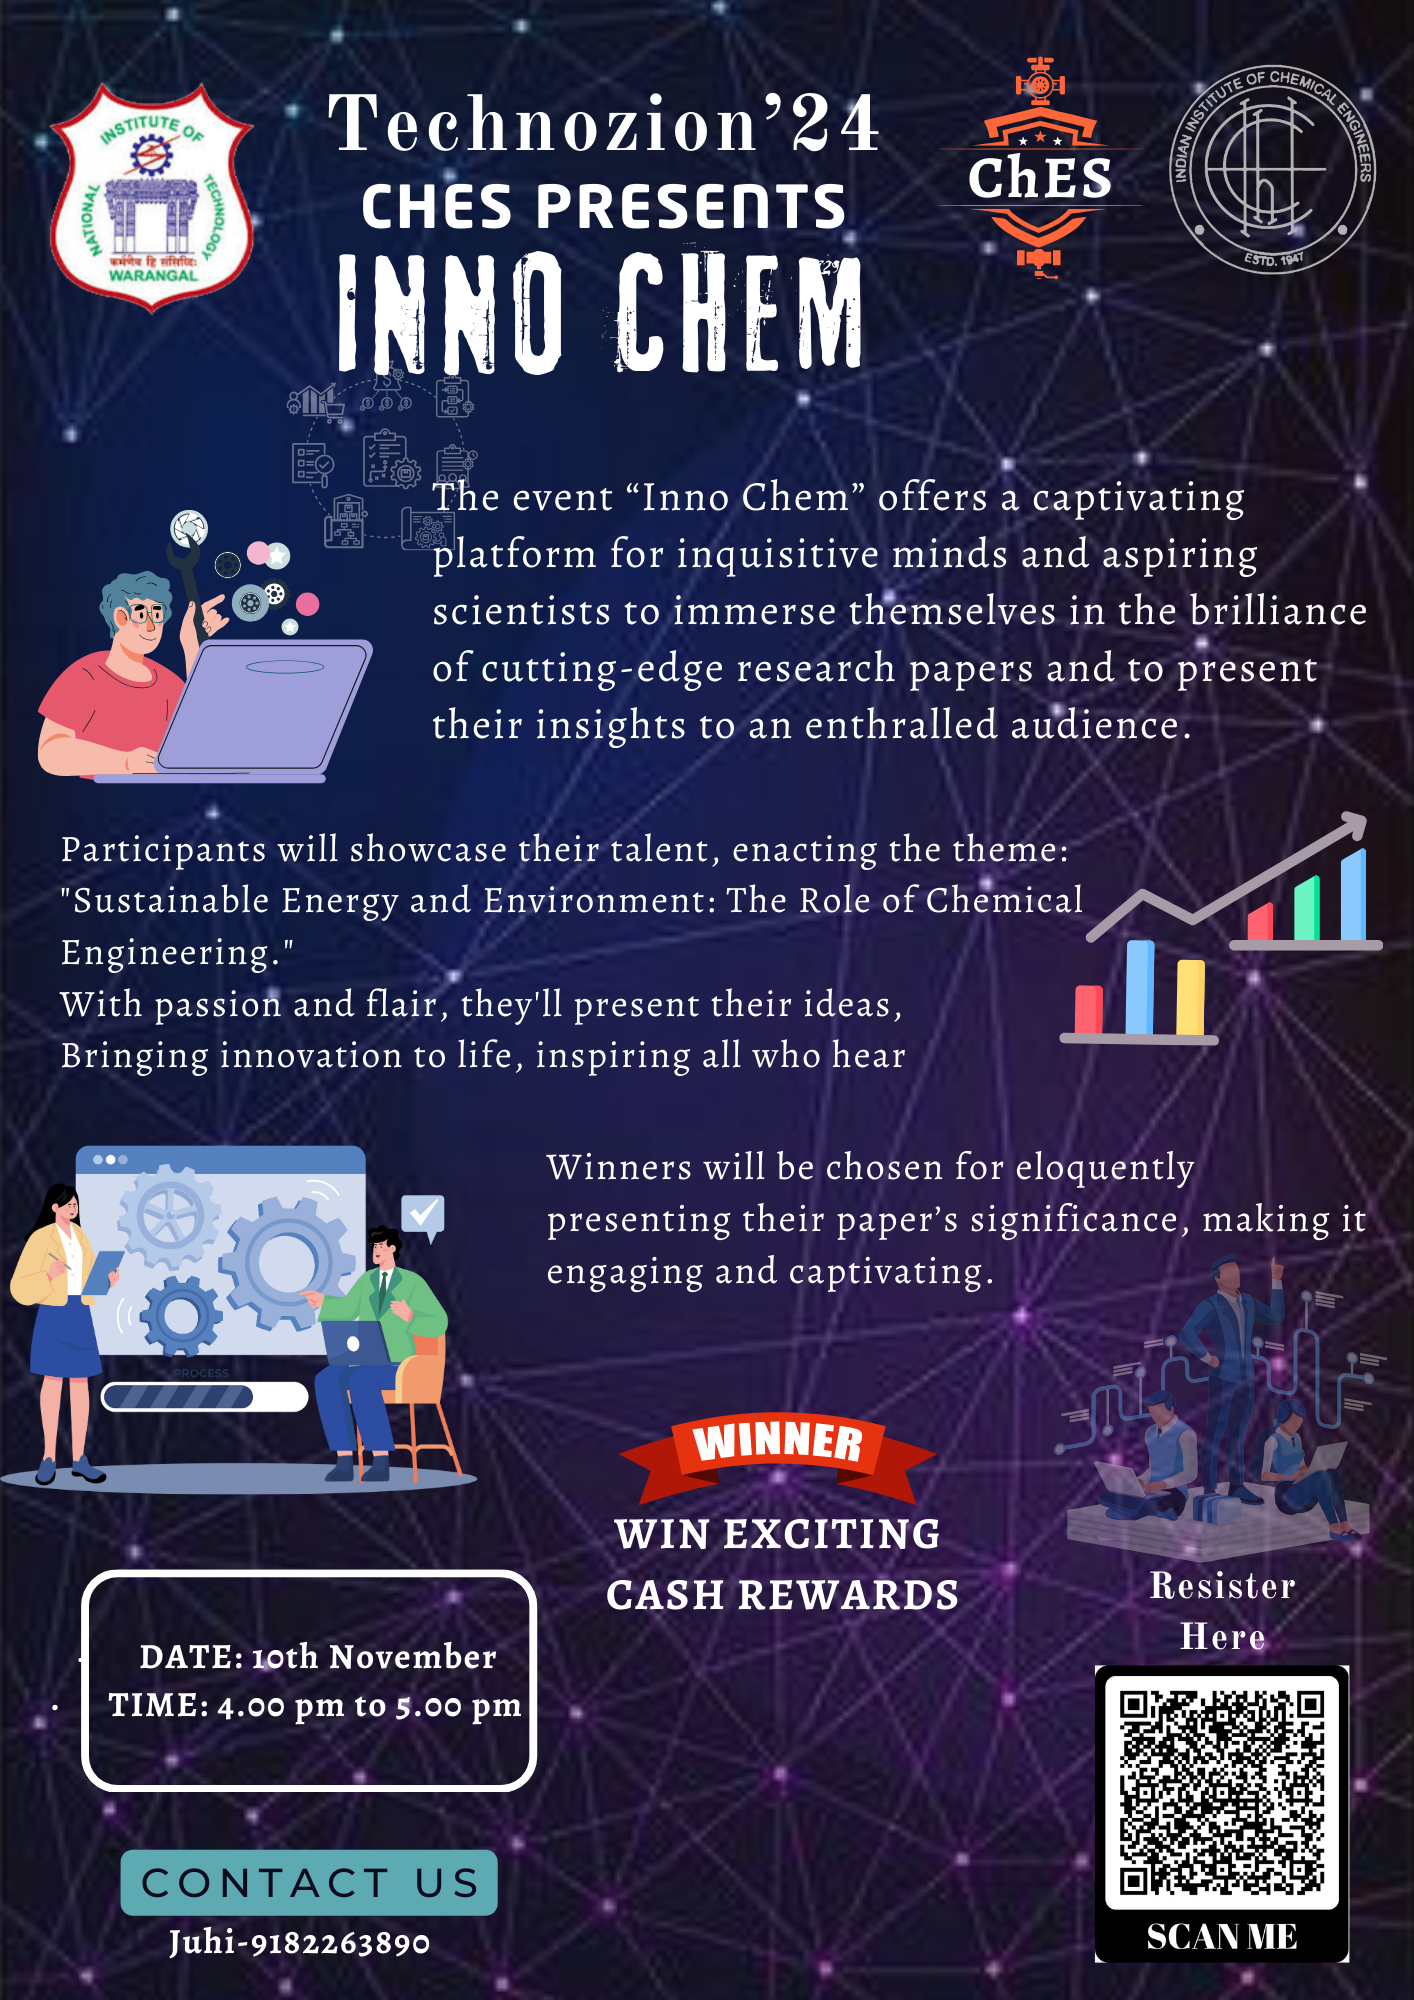 Technozion’24
CHES PRESENTS
INNO CHEM
NATIONAL INSTITUTE OF TECHNOLOGY
कर्मणैव हि संसिद्धिः
WARANGAL
ChES
INDIAN INSTITUTE OF CHEMICAL ENGINEERS
ESTD. 1947
The event “Inno Chem” offers a captivating
platform for inquisitive minds and aspiring
scientists to immerse themselves in the brilliance
of cutting-edge research papers and to present
their insights to an enthralled audience.
Participants will showcase their talent, enacting the theme:
"Sustainable Energy and Environment: The Role of Chemical
Engineering."
With passion and flair, they'll present their ideas,
Bringing innovation to life, inspiring all who hear
Winners will be chosen for eloquently
presenting their paper’s significance, making it
engaging and captivating.
PROCESS
WINNER
WIN EXCITING
CASH REWARDS
DATE: 10th November
TIME: 4.00 pm to 5.00 pm
Resister
Here
SCAN ME
CONTACT US
Juhi-9182263890